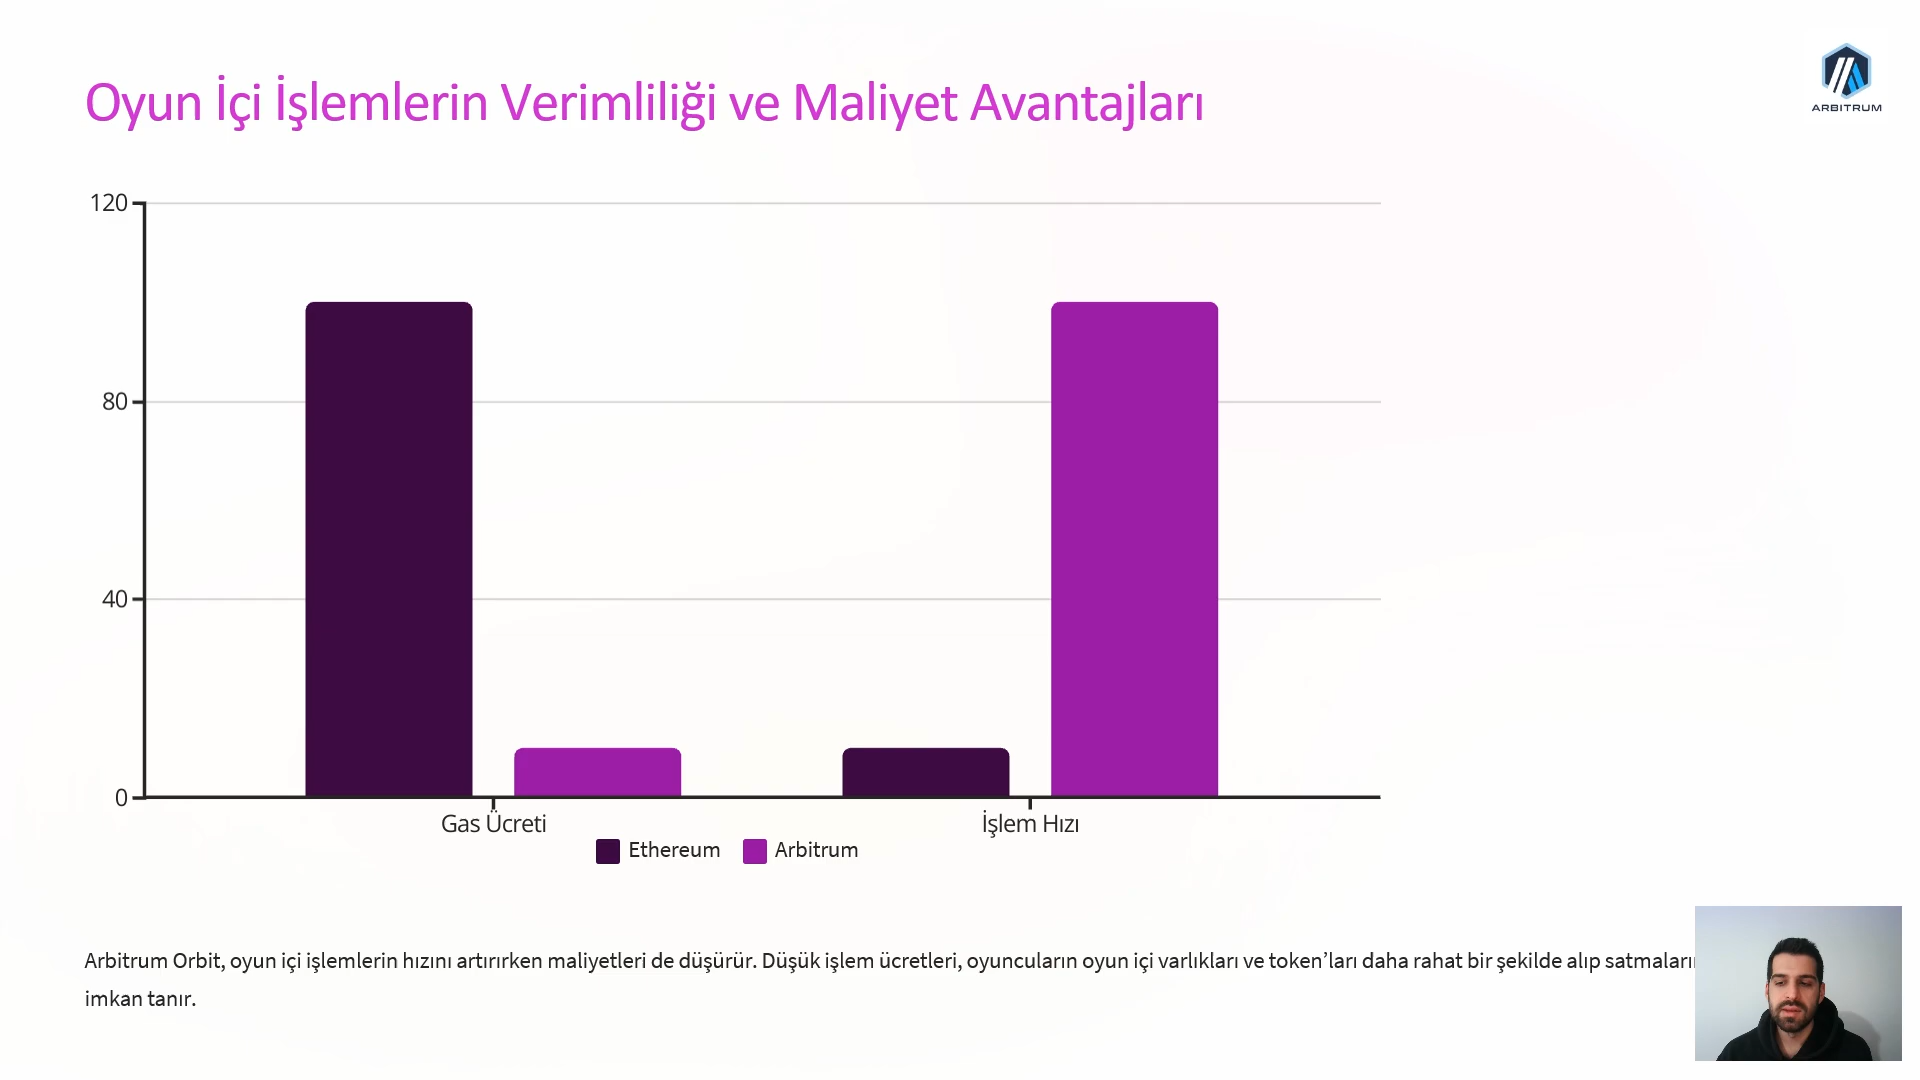 Oyun İçi İşlemlerin Verimliliği ve Maliyet Avantajları
ARBITRUM
120
80
40
0
Gas Ücreti
İşlem Hızı
Ethereum
Arbitrum
Arbitrum Orbit, oyun içi işlemlerin hızını artırırken maliyetleri de düşürür. Düşük işlem ücretleri, oyuncuların oyun içi varlıkları ve token’ları daha rahat bir şekilde alıp
imkan tanır.